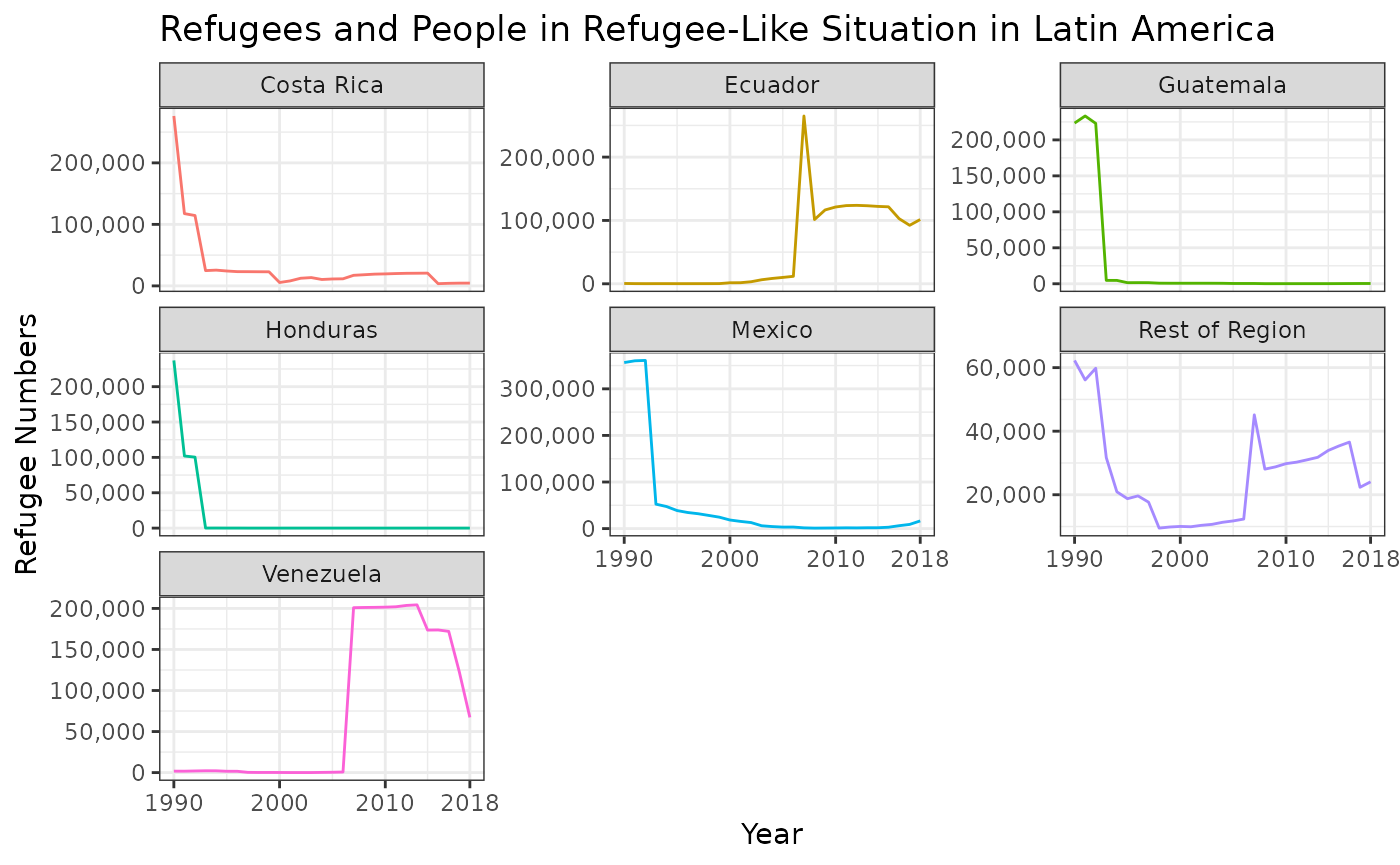 Refugees and People in Refugee-Like Situation in Latin America
Costa Rica
200,000
100,000
0
Ecuador
200,000
100,000
0
Guatemala
200,000
150,000
100,000
50,000
0
Honduras
200,000
150,000
100,000
50,000
0
Mexico
300,000
200,000
100,000
0
1990 2000 2010 2018
Rest of Region
60,000
40,000
20,000
1990 2000 2010 2018
Venezuela
200,000
150,000
100,000
50,000
0
1990 2000 2010 2018
Refugee Numbers
Year